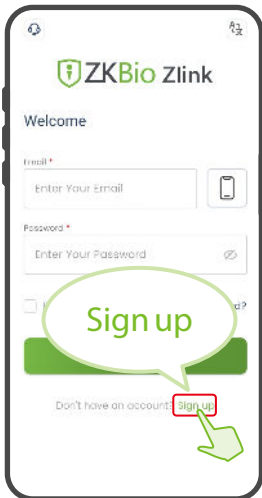 ZKBio Zlink
Welcome
Email *
Enter Your Email
Password *
Enter Your Password
Sign up
Don't have an account? Sign up